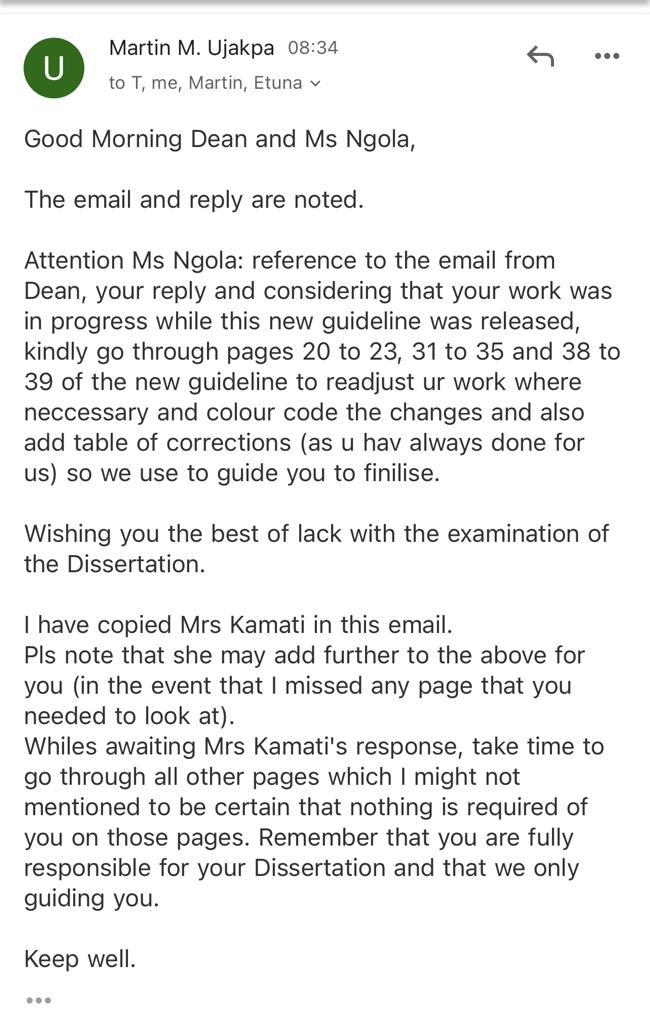 U
Martin M. Ujakpa 08:34
to T, me, Martin, Etuna
Good Morning Dean and Ms Ngola,
The email and reply are noted.
Attention Ms Ngola: reference to the email from
Dean, your reply and considering that your work was
in progress while this new guideline was released,
kindly go through pages 20 to 23, 31 to 35 and 38 to
39 of the new guideline to readjust ur work where
neccessary and colour code the changes and also
add table of corrections (as u hav always done for
us) so we use to guide you to finilise.
Wishing you the best of lack with the examination of
the Dissertation.
I have copied Mrs Kamati in this email.
Pls note that she may add further to the above for
you (in the event that I missed any page that you
needed to look at).
Whiles awaiting Mrs Kamati's response, take time to
go through all other pages which I might not
mentioned to be certain that nothing is required of
you on those pages. Remember that you are fully
responsible for your Dissertation and that we only
guiding you.
Keep well.